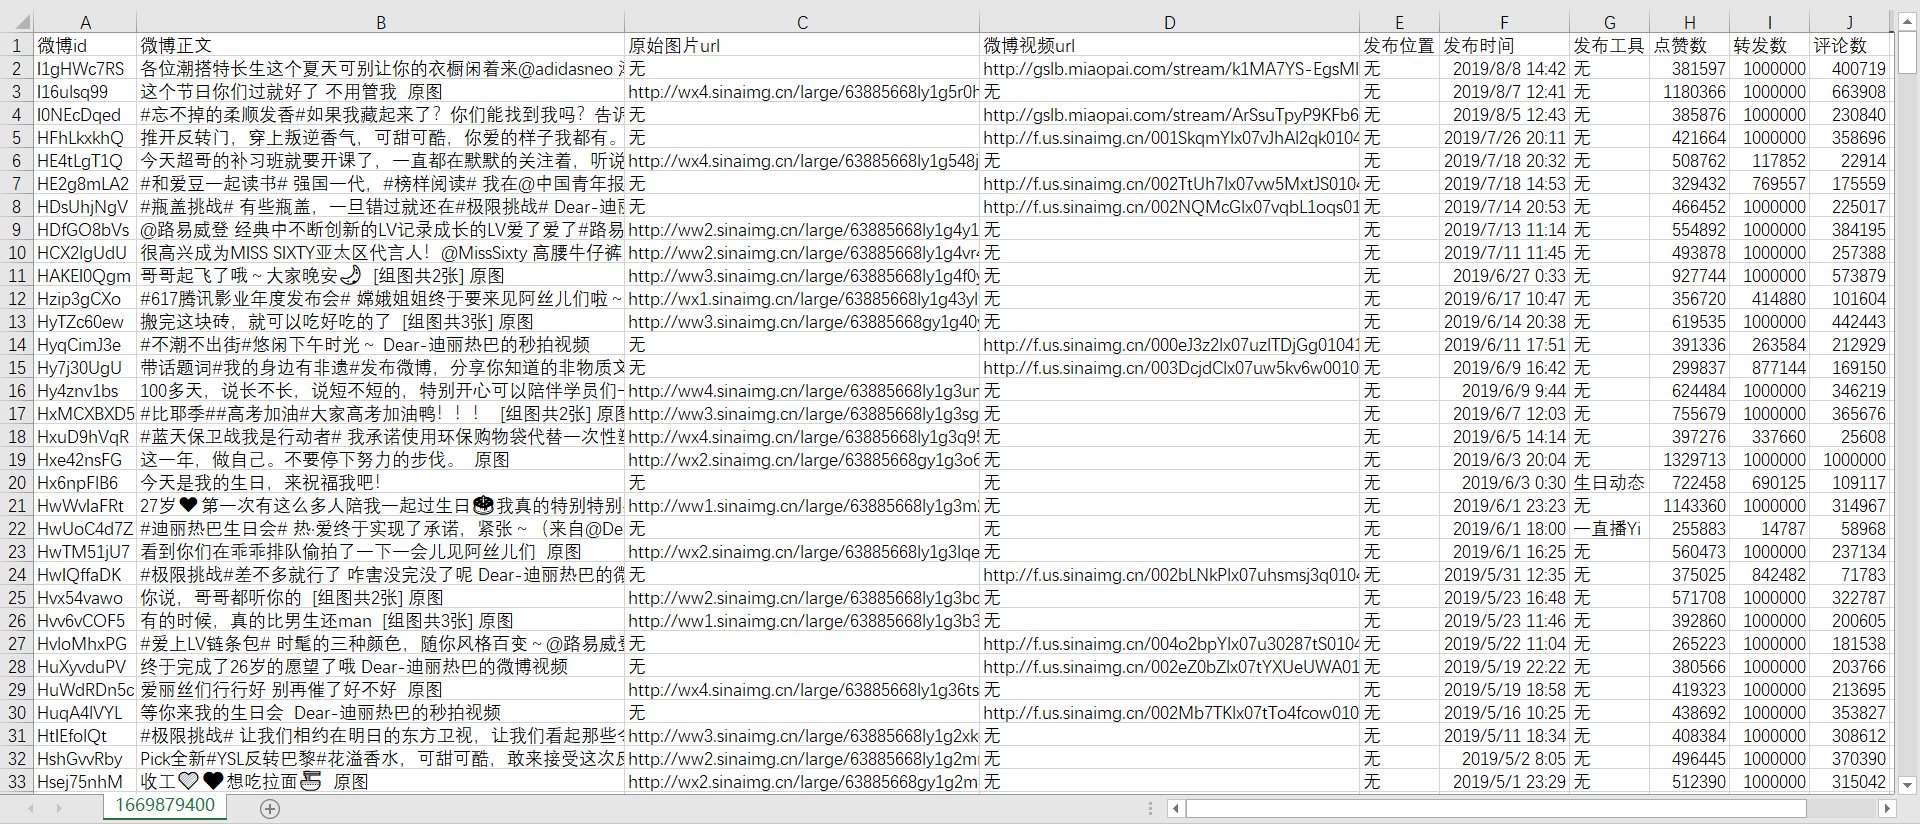 A B C D E F G H I J
1 微博id 微博正文 原始图片url 微博视频url 发布位置 发布时间 发布工具 点赞数 转发数 评论数
2 I1gHWc7RS 各位潮搭特长生这个夏天可别让你的衣橱闲着来@adidasneo 无 http://gslb.miaopai.com/stream/k1MA7YS-EgsMI 无 2019/8/8 14:42 无 381597 1000000 400719
3 I16ulsq99 这个节日你们过就好了 不用管我 原图 http://wx4.sinaimg.cn/large/63885668ly1g5r0h 无 无 2019/8/7 12:41 无 1180366 1000000 663908
4 I0NEcDqed #忘不掉的柔顺发香#如果我藏起来了？你们能找到我吗？告诉 无 http://gslb.miaopai.com/stream/ArSsuTpyP9KFb6 无 2019/8/5 12:43 无 385876 1000000 230840
5 HFhLkxkhQ 推开反转门，穿上叛逆香气，可甜可酷，你爱的样子我都有。 无 http://f.us.sinaimg.cn/001SkqmYlx07vJhAl2qk0104 无 2019/7/26 20:11 无 421664 1000000 358696
6 HE4tLgT1Q 今天超哥的补习班就要开课了，一直都在默默的关注着，听说 http://wx4.sinaimg.cn/large/63885668ly1g548j 无 无 2019/7/18 20:32 无 508762 117852 22914
7 HE2g8mLA2 #和爱豆一起读书# 强国一代，#榜样阅读# 我在@中国青年报 无 http://f.us.sinaimg.cn/002TtUh7lx07vw5MxtJS0104 无 2019/7/18 14:53 无 329432 769557 175559
8 HDsUhjNgV #瓶盖挑战# 有些瓶盖，一旦错过就还在#极限挑战# Dear-迪丽 无 http://f.us.sinaimg.cn/002NQMcGlx07vqbL1oqs01 无 2019/7/14 20:53 无 466452 1000000 225017
9 HDfGO8bVs @路易威登 经典中不断创新的LV记录成长的LV爱了爱了#路易 http://ww2.sinaimg.cn/large/63885668ly1g4y1 无 无 2019/7/13 11:14 无 554892 1000000 384195
10 HCX2IgUdU 很高兴成为MISS SIXTY亚太区代言人！@MissSixty 高腰牛仔裤 http://ww2.sinaimg.cn/large/63885668ly1g4vr 无 无 2019/7/11 11:45 无 493878 1000000 257388
11 HAKEI0Qgm 哥哥起飞了哦～大家晚安🌙 [组图共2张] 原图 http://ww3.sinaimg.cn/large/63885668ly1g4f0y 无 无 2019/6/27 0:33 无 927744 1000000 573879
12 Hzip3gCXo #617腾讯影业年度发布会# 嫦娥姐姐终于要来见阿丝儿们啦～ http://wx1.sinaimg.cn/large/63885668ly1g43yl 无 无 2019/6/17 10:47 无 356720 414880 101604
13 HyTZc60ew 搬完这块砖，就可以吃好吃的了 [组图共3张] 原图 http://ww3.sinaimg.cn/large/63885668gy1g40y 无 无 2019/6/14 20:38 无 619535 1000000 442443
14 HyqCimJ3e #不潮不出街#悠闲下午时光～ Dear-迪丽热巴的秒拍视频 无 http://f.us.sinaimg.cn/000eJ3z2lx07uzlTDjGg01041 无 2019/6/11 17:51 无 391336 263584 212929
15 Hy7j30UgU 带话题词#我的身边有非遗#发布微博，分享你知道的非物质文 无 http://f.us.sinaimg.cn/003DcjdClx07uw5kv6w0010 无 2019/6/9 16:42 无 299837 877144 169150
16 Hy4znv1bs 100多天，说长不长，说短不短的，特别开心可以陪伴学员们一 http://ww4.sinaimg.cn/large/63885668ly1g3ur 无 无 2019/6/9 9:44 无 624484 1000000 346219
17 HxMCXBXD5 #比耶季##高考加油#大家高考加油鸭！！！ [组图共2张] 原图 http://ww3.sinaimg.cn/large/63885668ly1g3sg 无 无 2019/6/7 12:03 无 755679 1000000 365676
18 HxuD9hVqR #蓝天保卫战我是行动者# 我承诺使用环保购物袋代替一次性塑 http://wx4.sinaimg.cn/large/63885668ly1g3q95 无 无 2019/6/5 14:14 无 397276 337660 25608
19 Hxe42nsFG 这一年，做自己。不要停下努力的步伐。 原图 http://wx2.sinaimg.cn/large/63885668gy1g3o6 无 无 2019/6/3 20:04 无 1329713 1000000 1000000
20 Hx6npFlB6 今天是我的生日，来祝福我吧！ 无 无 无 2019/6/3 0:30 生日动态 722458 690125 109117
21 HwWvlaFRt 27岁❤第一次有这么多人陪我一起过生日🎂我真的特别特别 http://ww1.sinaimg.cn/large/63885668ly1g3m 无 无 2019/6/1 23:23 无 1143360 1000000 314967
22 HwUoC4d7Z #迪丽热巴生日会# 热·爱终于实现了承诺，紧张～（来自@De 无 无 无 2019/6/1 18:00 一直播Yi 255883 14787 58968
23 HwTM51jU7 看到你们在乖乖排队偷拍了一下一会儿见阿丝儿们 原图 http://wx2.sinaimg.cn/large/63885668ly1g3lqe 无 无 2019/6/1 16:25 无 560473 1000000 237134
24 HwIQffaDK #极限挑战#差不多就行了 咋害没完没了呢 Dear-迪丽热巴的微 无 http://f.us.sinaimg.cn/002bLNkPlx07uhsmsj3q0104 无 2019/5/31 12:35 无 375025 842482 71783
25 Hvx54vawo 你说，哥哥都听你的 [组图共2张] 原图 http://ww2.sinaimg.cn/large/63885668ly1g3bc 无 无 2019/5/23 16:48 无 571708 1000000 322787
26 Hvv6vCOF5 有的时候，真的比男生还man [组图共3张] 原图 http://ww1.sinaimg.cn/large/63885668ly1g3b3 无 无 2019/5/23 11:46 无 392860 1000000 200605
27 HvloMhxPG #爱上LV链条包# 时髦的三种颜色，随你风格百变～@路易威登 无 http://f.us.sinaimg.cn/004o2bpYlx07u30287tS0104 无 2019/5/22 11:04 无 265223 1000000 181538
28 HuXyvduPV 终于完成了26岁的愿望了哦 Dear-迪丽热巴的微博视频 无 http://f.us.sinaimg.cn/002eZ0bZlx07tYXUeUWA01 无 2019/5/19 22:22 无 380566 1000000 203766
29 HuWdRDn5c 爱丽丝们行行好 别再催了好不好 原图 http://wx4.sinaimg.cn/large/63885668ly1g36ts 无 无 2019/5/19 18:58 无 419323 1000000 213695
30 HuqA4lVYL 等你来我的生日会 Dear-迪丽热巴的秒拍视频 无 http://f.us.sinaimg.cn/002Mb7TKlx07tTo4fcow010 无 2019/5/16 10:25 无 438692 1000000 353827
31 HtlEfolQt #极限挑战# 让我们相约在明日的东方卫视，让我们看起那些 http://ww3.sinaimg.cn/large/63885668ly1g2xk 无 无 2019/5/11 18:34 无 408384 1000000 308612
32 HshGvvRby Pick全新#YSL反转巴黎#花溢香水，可甜可酷，敢来接受这次反 http://ww2.sinaimg.cn/large/63885668ly1g2m 无 无 2019/5/2 8:05 无 496445 1000000 370390
33 Hsej75nhM 收工💛❤想吃拉面🍜 原图 http://wx2.sinaimg.cn/large/63885668gy1g2m 无 无 2019/5/1 23:29 无 512390 1000000 315042
1669879400